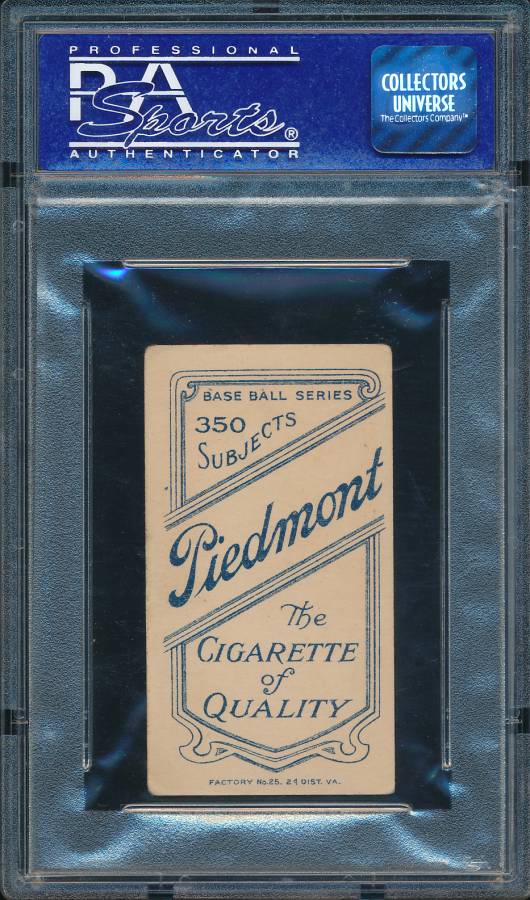 PROFESSIONAL
PSA
Sports®
AUTHENTICATOR
COLLECTORS
UNIVERSE
The Collectors Company™
BASE BALL SERIES
350
SUBJECTS
Piedmont
The
CIGARETTE
of
QUALITY
FACTORY No. 25. 2d DIST. VA.